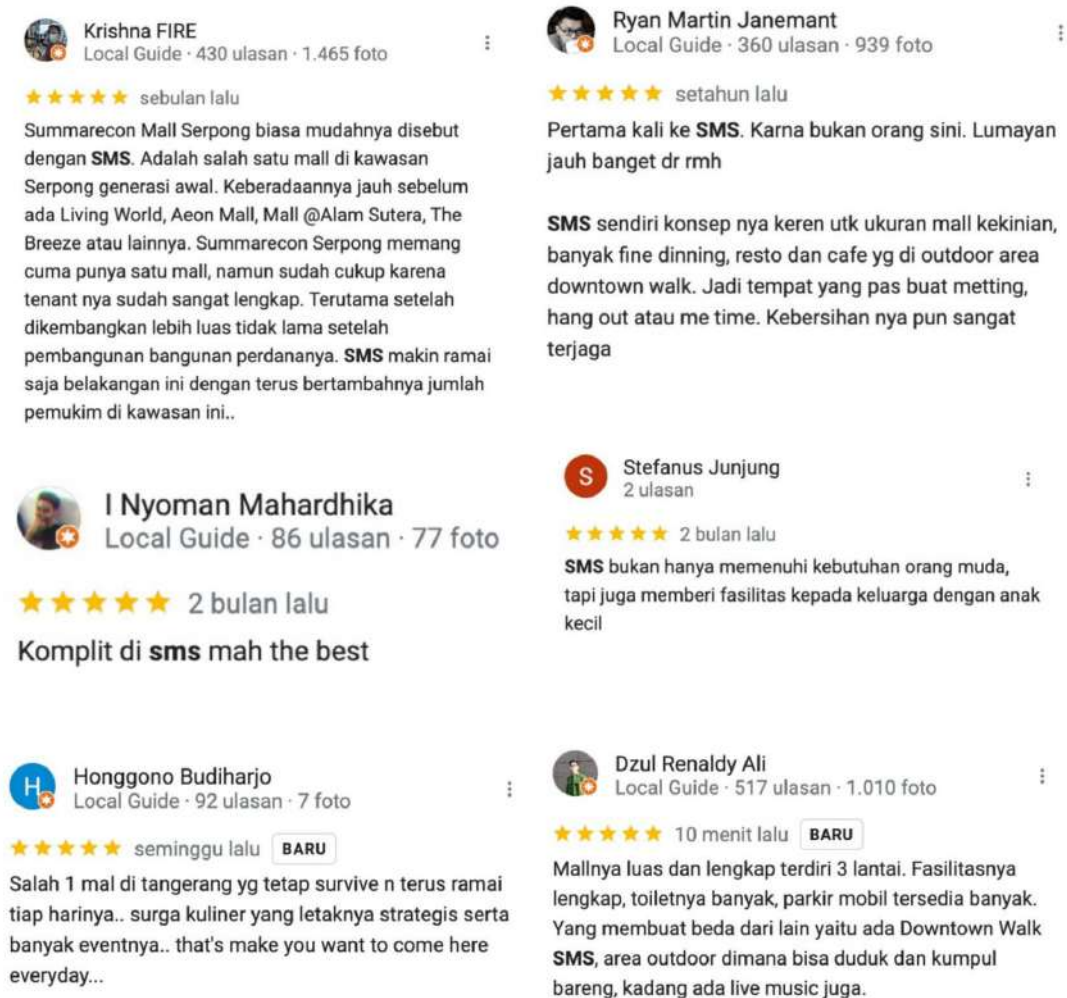 Krishna FIRE
Local Guide · 430 ulasan · 1.465 foto
sebulan lalu
Summarecon Mall Serpong biasa mudahnya disebut
dengan SMS. Adalah salah satu mall di kawasan
Serpong generasi awal. Keberadaannya jauh sebelum
ada Living World, Aeon Mall, Mall @Alam Sutera, The
Breeze atau lainnya. Summarecon Serpong memang
cuma punya satu mall, namun sudah cukup karena
tenant nya sudah sangat lengkap. Terutama setelah
dikembangkan lebih luas tidak lama setelah
pembangunan bangunan perdananya. SMS makin ramai
saja belakangan ini dengan terus bertambahnya jumlah
pemukim di kawasan ini..
Ryan Martin Janemant
Local Guide · 360 ulasan · 939 foto
setahun lalu
Pertama kali ke SMS. Karna bukan orang sini. Lumayan
jauh banget dr rmh
SMS sendiri konsep nya keren utk ukuran mall kekinian,
banyak fine dinning, resto dan cafe yg di outdoor area
downtown walk. Jadi tempat yang pas buat metting,
hang out atau me time. Kebersihan nya pun sangat
terjaga
I Nyoman Mahardhika
Local Guide · 86 ulasan · 77 foto
2 bulan lalu
Komplit di sms mah the best
S
Stefanus Junjung
2 ulasan
2 bulan lalu
SMS bukan hanya memenuhi kebutuhan orang muda,
tapi juga memberi fasilitas kepada keluarga dengan anak
kecil
H
Honggono Budiharjo
Local Guide · 92 ulasan · 7 foto
seminggu lalu BARU
Salah 1 mal di tangerang yg tetap survive n terus ramai
tiap harinya.. surga kuliner yang letaknya strategis serta
banyak eventnya.. that's make you want to come here
everyday...
Dzul Renaldy Ali
Local Guide · 517 ulasan · 1.010 foto
10 menit lalu BARU
Mallnya luas dan lengkap terdiri 3 lantai. Fasilitasnya
lengkap, toiletnya banyak, parkir mobil tersedia banyak.
Yang membuat beda dari lain yaitu ada Downtown Walk
SMS, area outdoor dimana bisa duduk dan kumpul
bareng, kadang ada live music juga.